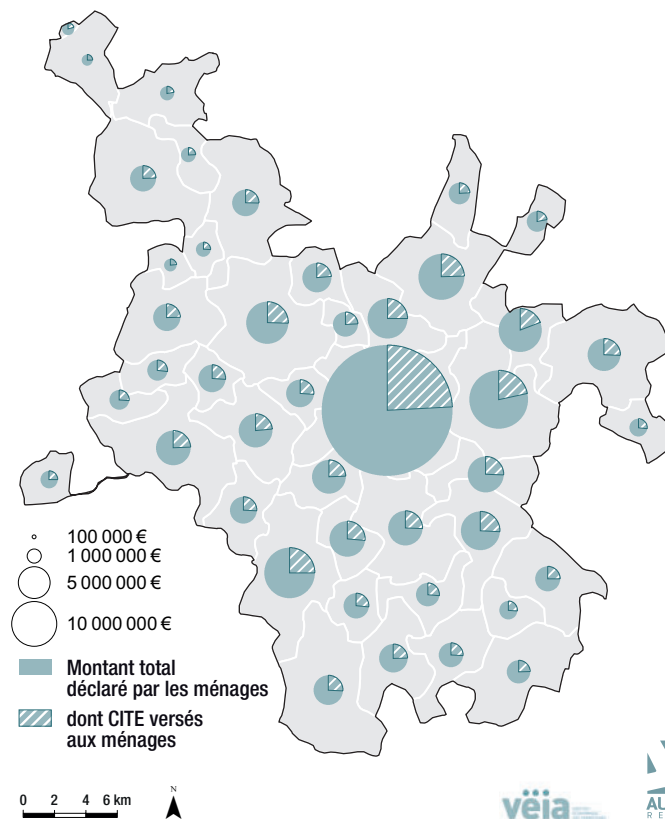 100 000 €
1 000 000 €
5 000 000 €
10 000 000 €
Montant total
déclaré par les ménages
dont CITE versés
aux ménages
0 2 4 6 km
N
vëia
AU
R E